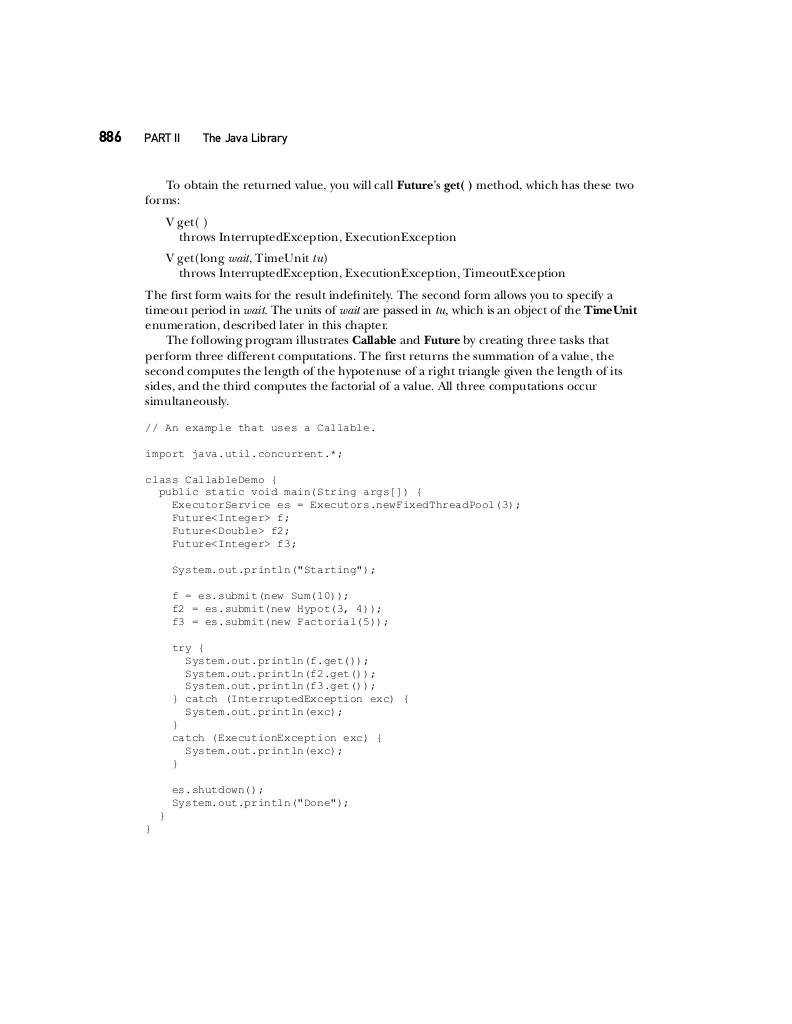 886 PART II The Java Library
To obtain the returned value, you will call Future's get( ) method, which has these two
forms:
V get( )
throws InterruptedException, ExecutionException
V get(long wait, TimeUnit tu)
throws InterruptedException, ExecutionException, TimeoutException
The first form waits for the result indefinitely. The second form allows you to specify a
timeout period in wait. The units of wait are passed in tu, which is an object of the TimeUnit
enumeration, described later in this chapter.
The following program illustrates Callable and Future by creating three tasks that
perform three different computations. The first returns the summation of a value, the
second computes the length of the hypotenuse of a right triangle given the length of its
sides, and the third computes the factorial of a value. All three computations occur
simultaneously.
// An example that uses a Callable.
import java.util.concurrent.*;
class CallableDemo {
public static void main(String args[]) {
ExecutorService es = Executors.newFixedThreadPool(3);
Future<Integer> f;
Future<Double> f2;
Future<Integer> f3;
System.out.println("Starting");
f = es.submit(new Sum(10));
f2 = es.submit(new Hypot(3, 4));
f3 = es.submit(new Factorial(5));
try {
System.out.println(f.get());
System.out.println(f2.get());
System.out.println(f3.get());
} catch (InterruptedException exc) {
System.out.println(exc);
}
catch (ExecutionException exc) {
System.out.println(exc);
}
es.shutdown();
System.out.println("Done");
}
}